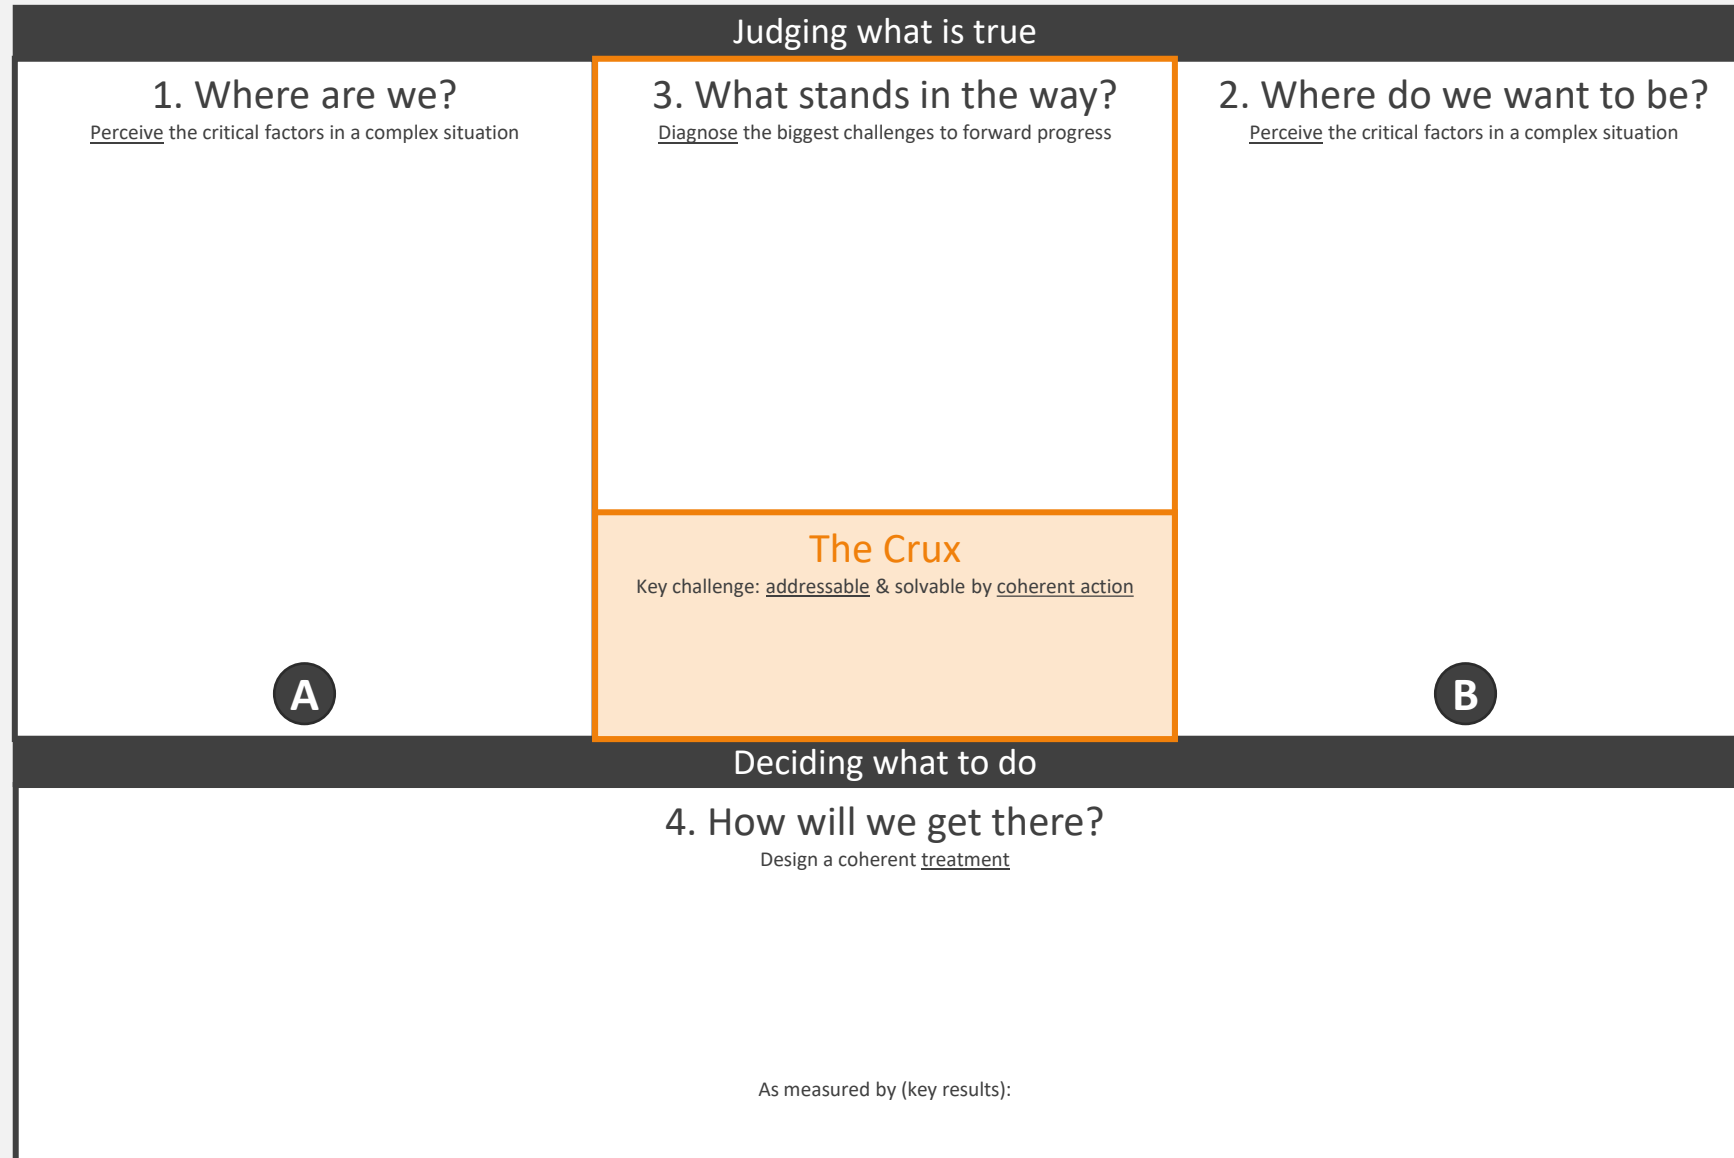 Judging what is true
1. Where are we?
Perceive the critical factors in a complex situation
A
3. What stands in the way?
Diagnose the biggest challenges to forward progress
The Crux
Key challenge: addressable & solvable by coherent action
2. Where do we want to be?
Perceive the critical factors in a complex situation
B
Deciding what to do
4. How will we get there?
Design a coherent treatment
As measured by (key results):